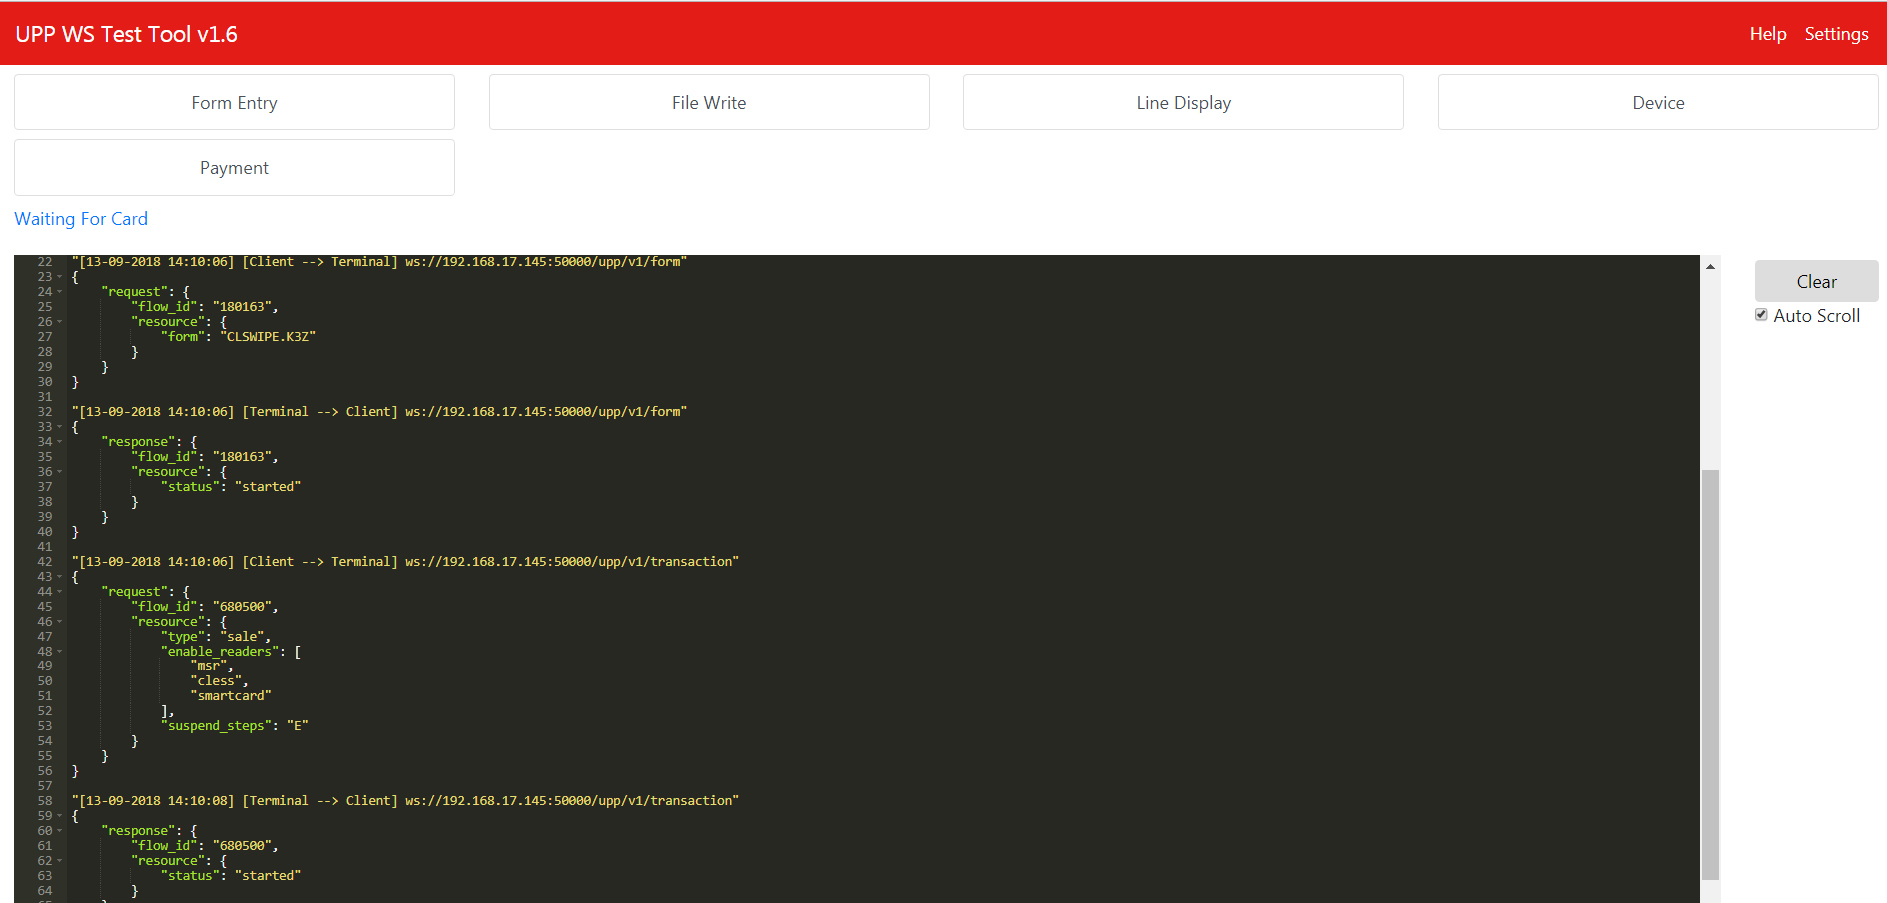 UPP WS Test Tool v1.6
Help Settings
Form Entry
File Write
Line Display
Device
Payment
Waiting For Card
Clear
Auto Scroll
22 "[13-09-2018 14:10:06] [Client --> Terminal] ws://192.168.17.145:50000/upp/v1/form"
23 {
24 "request": {
25 "flow_id": "180163",
26 "resource": {
27 "form": "CLSWIPE.K3Z"
28 }
29 }
30 }
31
32 "[13-09-2018 14:10:06] [Terminal --> Client] ws://192.168.17.145:50000/upp/v1/form"
33 {
34 "response": {
35 "flow_id": "180163",
36 "resource": {
37 "status": "started"
38 }
39 }
40 }
41
42 "[13-09-2018 14:10:06] [Client --> Terminal] ws://192.168.17.145:50000/upp/v1/transaction"
43 {
44 "request": {
45 "flow_id": "680500",
46 "resource": {
47 "type": "sale",
48 "enable_readers": [
49 "msr",
50 "cless",
51 "smartcard"
52 ],
53 "suspend_steps": "E"
54 }
55 }
56 }
57
58 "[13-09-2018 14:10:08] [Terminal --> Client] ws://192.168.17.145:50000/upp/v1/transaction"
59 {
60 "response": {
61 "flow_id": "680500",
62 "resource": {
63 "status": "started"
64 }